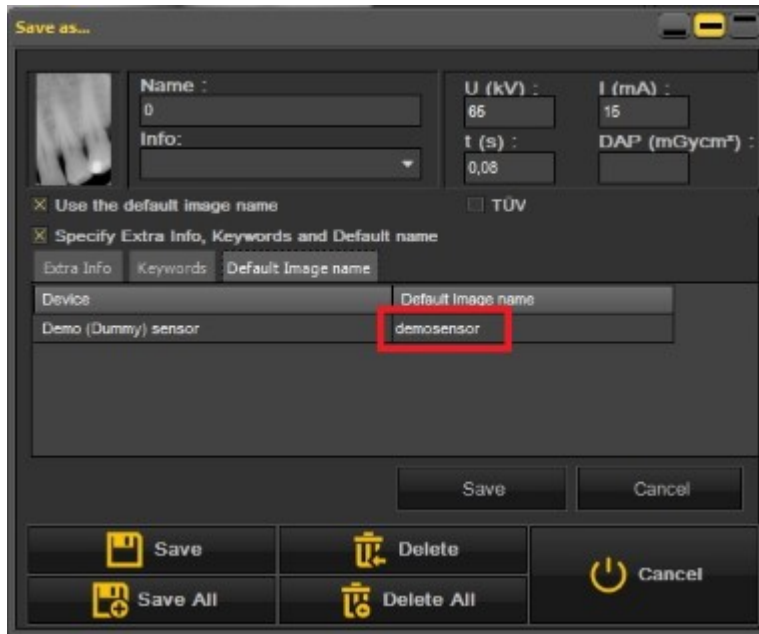 Save as...
Name :
0
Info:
U (kV) :
65
I (mA) :
15
t (s) :
0,08
DAP (mGycm²) :
Use the default image name
TÜV
Specify Extra Info, Keywords and Default name
Extra Info Keywords Default Image name
Device Default Image name
Demo (Dummy) sensor demosensor
Save Cancel
Save Delete
Cancel
Save All Delete All